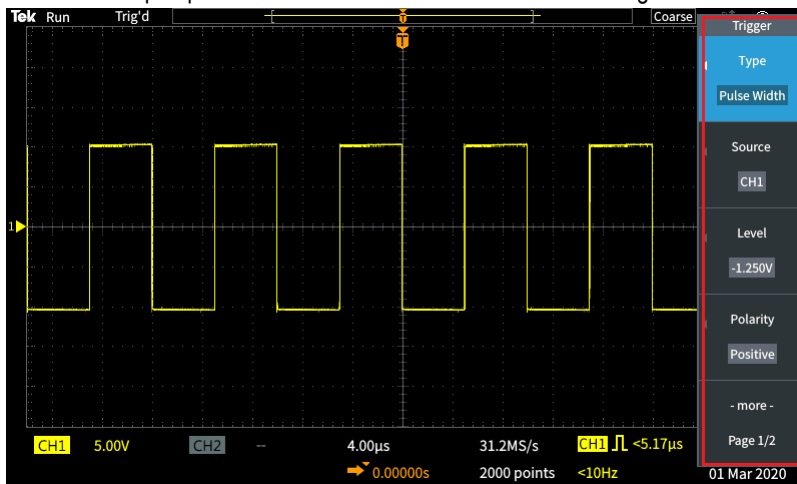 Tek Run Trig'd Coarse
Trigger
Type
Pulse Width
Source
CH1
Level
-1.250V
Polarity
Positive
- more -
Page 1/2
T
T
1
CH1 5.00V CH2 -- 4.00µs 31.2MS/s CH1 <5.17µs
0.00000s 2000 points <10Hz 01 Mar 2020